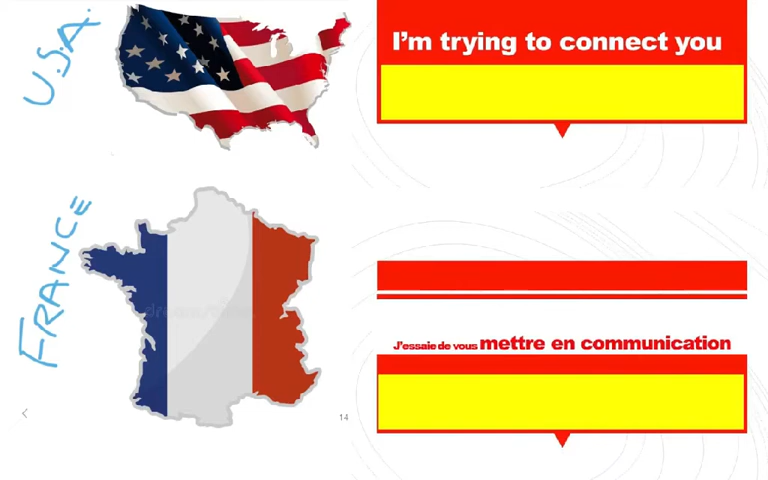 U.S.A.
I'm trying to connect you
FRANCE
J'essaie de vous mettre en communication
14